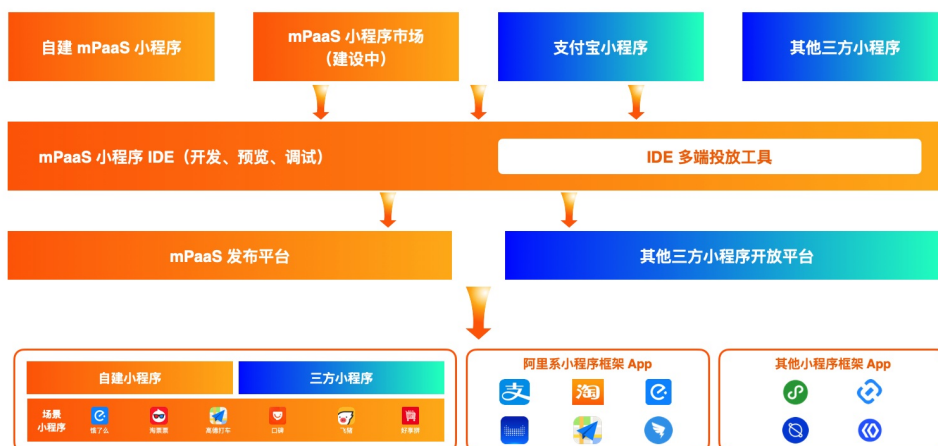 自建 mPaaS 小程序
mPaaS 小程序市场
（建设中）
支付宝小程序
其他三方小程序
mPaaS 小程序 IDE（开发、预览、调试）
IDE 多端投放工具
mPaaS 发布平台
其他三方小程序开放平台
自建小程序
三方小程序
场景
小程序
饿了么
淘票票
高德打车
口碑
飞猪
好事群
阿里系小程序框架 App
支
淘
其他小程序框架 App